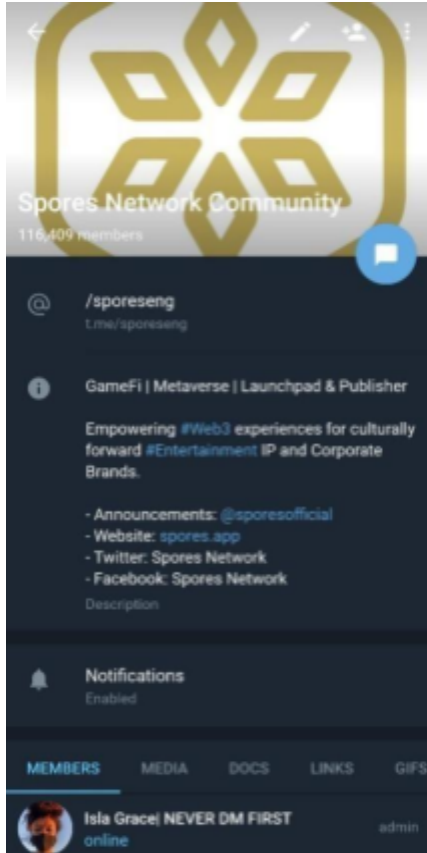 Spores Network Community
116,409 members
@
/sporeseng
t.me/sporeseng
GameFi | Metaverse | Launchpad & Publisher
Empowering #Web3 experiences for culturally
forward #Entertainment IP and Corporate
Brands.
- Announcements: @sporesofficial
- Website: spores.app
- Twitter: Spores Network
- Facebook: Spores Network
Description
Notifications
Enabled
MEMBERS MEDIA DOCS LINKS GIFS
Isla Grace| NEVER DM FIRST
admin
online